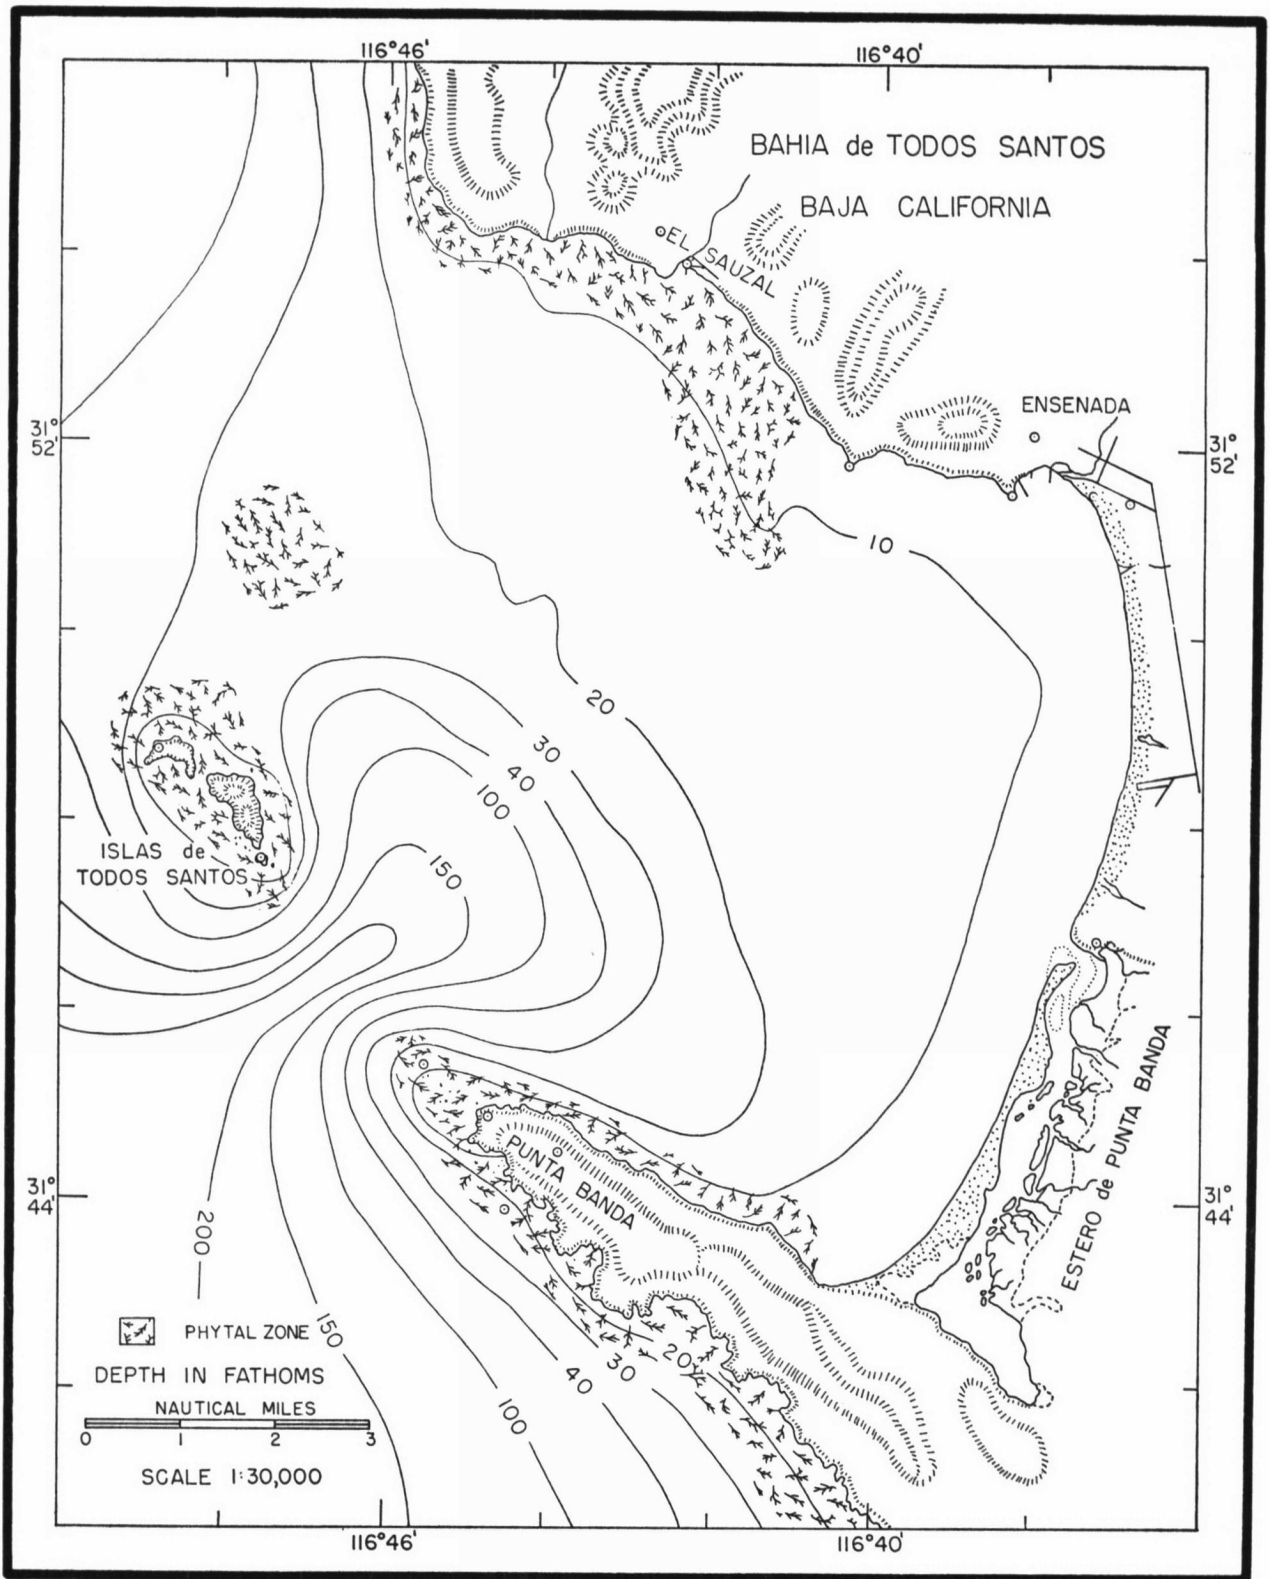 116°46'
116°40'
BAHIA de TODOS SANTOS
BAJA CALIFORNIA
EL SAUZAL
ENSENADA
31°
52'
31°
52'
10
20
30
40
100
150
ISLAS de
TODOS SANTOS
PUNTA BANDA
ESTERO de PUNTA BANDA
31°
44'
31°
44'
200
150
20
30
40
100
PHYTAL ZONE
DEPTH IN FATHOMS
NAUTICAL MILES
0 1 2 3
SCALE 1:30,000
116°46'
116°40'